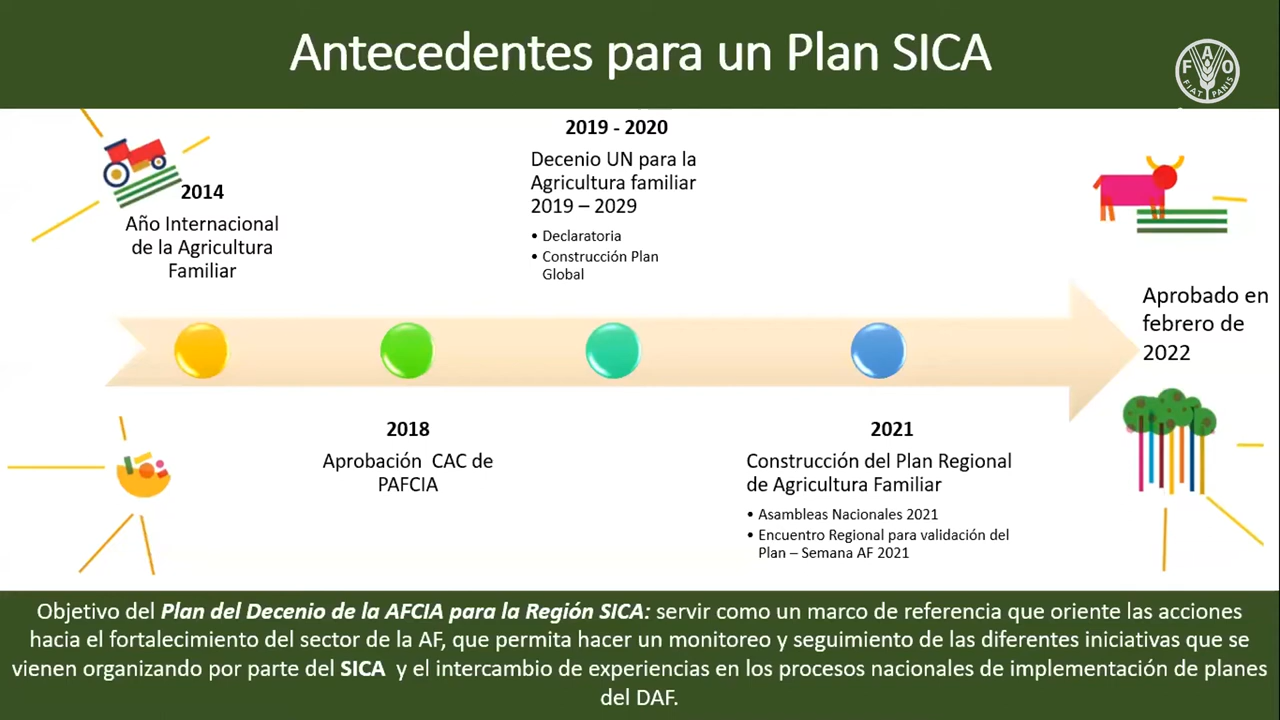 Antecedentes para un Plan SICA
F A O
FIAT PANIS
2014
Año Internacional
de la Agricultura
Familiar
2018
Aprobación CAC de
PAFCIA
2019 - 2020
Decenio UN para la
Agricultura familiar
2019 – 2029
• Declaratoria
• Construcción Plan
Global
2021
Construcción del Plan Regional
de Agricultura Familiar
• Asambleas Nacionales 2021
• Encuentro Regional para validación del
Plan – Semana AF 2021
Aprobado en
febrero de
2022
Objetivo del Plan del Decenio de la AFCIA para la Región SICA: servir como un marco de referencia que oriente las acciones
hacia el fortalecimiento del sector de la AF, que permita hacer un monitoreo y seguimiento de las diferentes iniciativas que se
vienen organizando por parte del SICA y el intercambio de experiencias en los procesos nacionales de implementación de planes
del DAF.